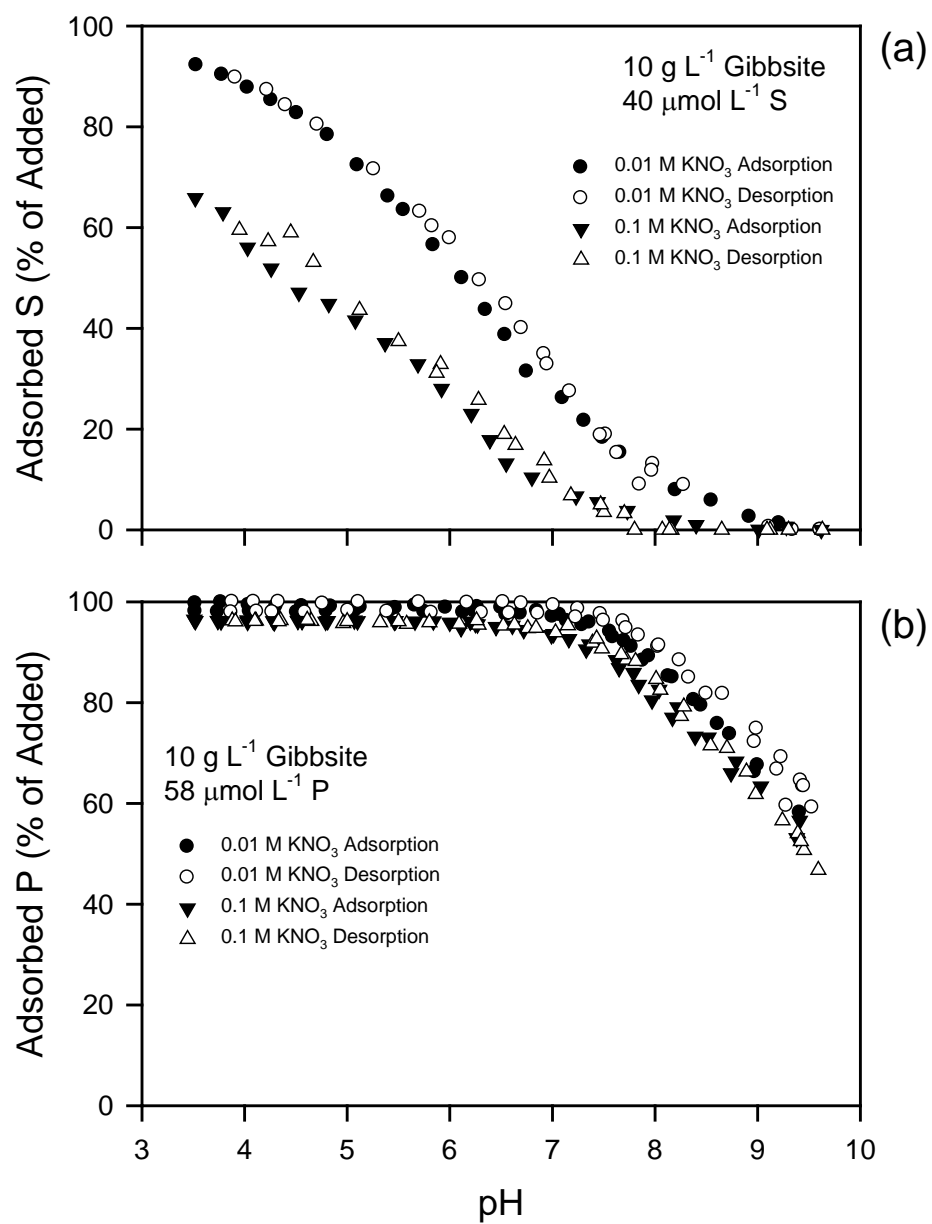 (a)
10 g L⁻¹ Gibbsite
40 μmol L⁻¹ S
0.01 M KNO₃ Adsorption
0.01 M KNO₃ Desorption
0.1 M KNO₃ Adsorption
0.1 M KNO₃ Desorption
Adsorbed S (% of Added)
100
80
60
40
20
0
(b)
10 g L⁻¹ Gibbsite
58 μmol L⁻¹ P
0.01 M KNO₃ Adsorption
0.01 M KNO₃ Desorption
0.1 M KNO₃ Adsorption
0.1 M KNO₃ Desorption
Adsorbed P (% of Added)
100
80
60
40
20
0
3 4 5 6 7 8 9 10
pH